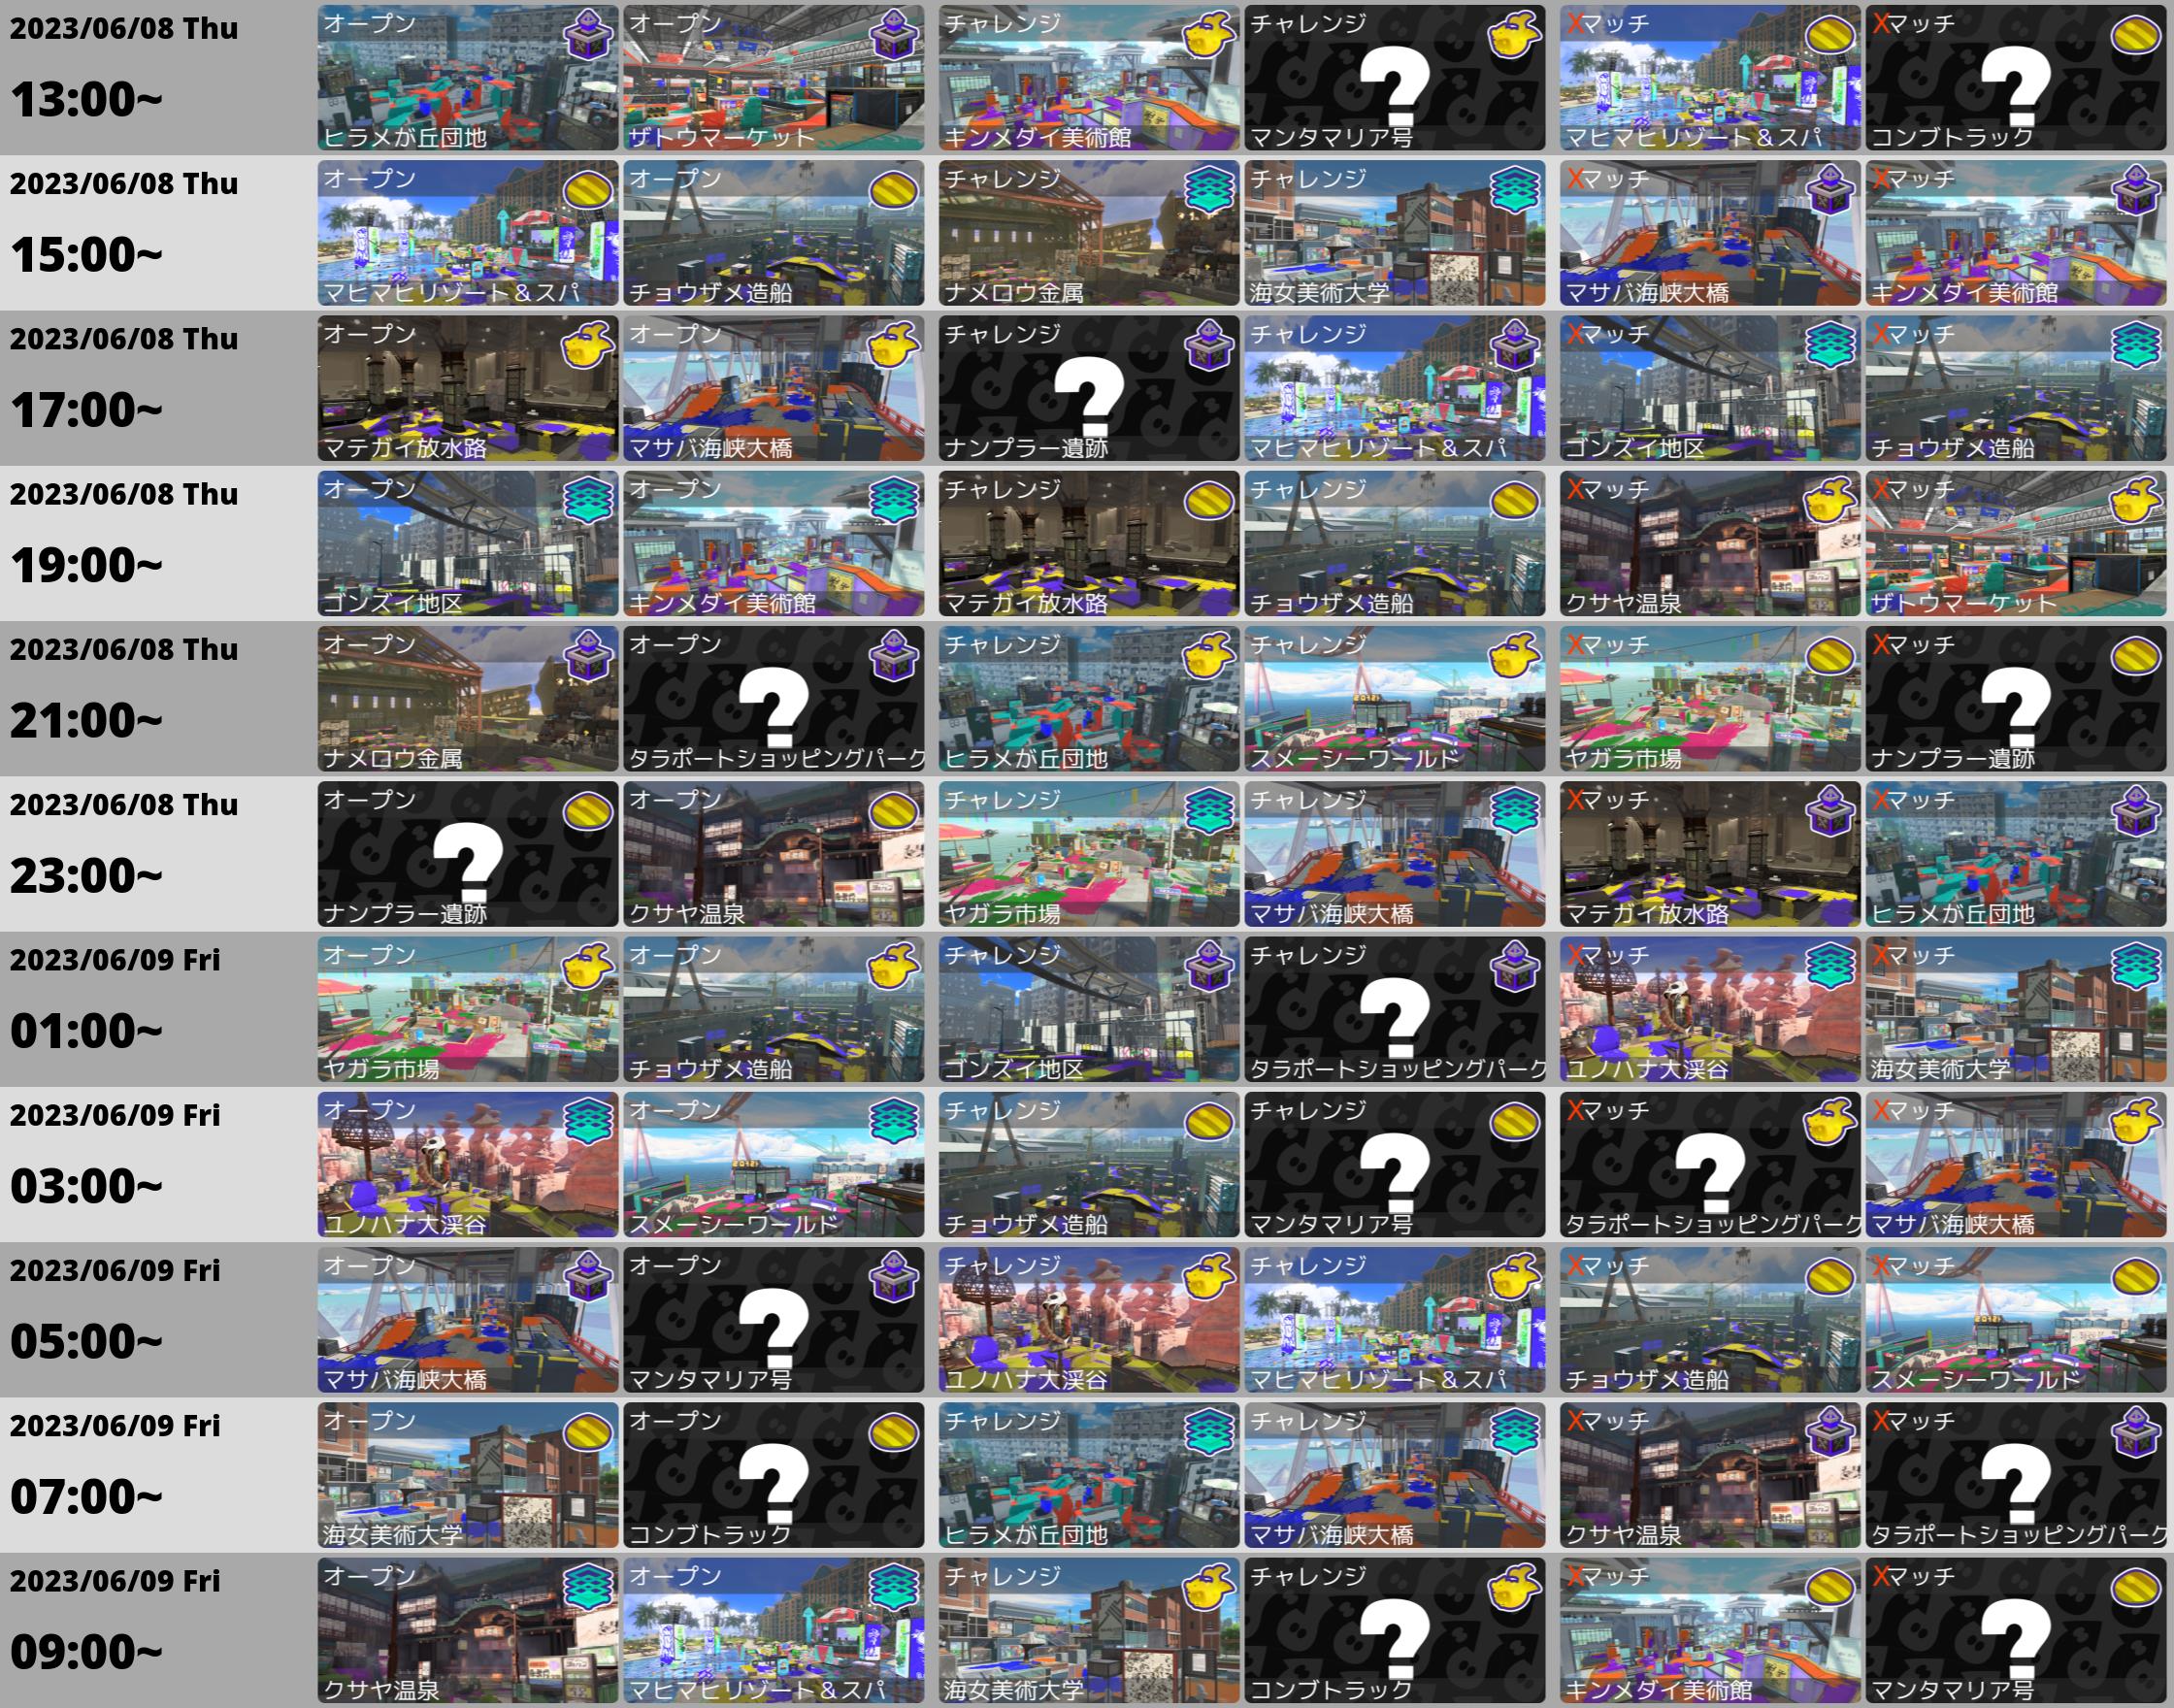 2023/06/08 Thu
13:00~
オープン
ヒラメが丘団地
オープン
ザトウマーケット
チャレンジ
キンメダイ美術館
チャレンジ
?
マンタマリア号
Xマッチ
マヒマヒリゾート＆スパ
Xマッチ
?
コンブトラック
2023/06/08 Thu
15:00~
オープン
マヒマヒリゾート＆スパ
オープン
チョウザメ造船
チャレンジ
ナメロウ金属
チャレンジ
海女美術大学
Xマッチ
マサバ海峡大橋
Xマッチ
キンメダイ美術館
2023/06/08 Thu
17:00~
オープン
マテガイ放水路
オープン
マサバ海峡大橋
チャレンジ
?
ナンプラー遺跡
チャレンジ
マヒマヒリゾート＆スパ
Xマッチ
ゴンズイ地区
Xマッチ
チョウザメ造船
2023/06/08 Thu
19:00~
オープン
ゴンズイ地区
オープン
キンメダイ美術館
チャレンジ
マテガイ放水路
チャレンジ
チョウザメ造船
Xマッチ
クサヤ温泉
Xマッチ
ザトウマーケット
2023/06/08 Thu
21:00~
オープン
ナメロウ金属
オープン
?
タラポートショッピングパーク
チャレンジ
ヒラメが丘団地
チャレンジ
スメーシーワールド
Xマッチ
ヤガラ市場
Xマッチ
?
ナンプラー遺跡
2023/06/08 Thu
23:00~
オープン
?
ナンプラー遺跡
オープン
クサヤ温泉
チャレンジ
ヤガラ市場
チャレンジ
マサバ海峡大橋
Xマッチ
マテガイ放水路
Xマッチ
ヒラメが丘団地
2023/06/09 Fri
01:00~
オープン
ヤガラ市場
オープン
チョウザメ造船
チャレンジ
ゴンズイ地区
チャレンジ
?
タラポートショッピングパーク
Xマッチ
ユノハナ大渓谷
Xマッチ
海女美術大学
2023/06/09 Fri
03:00~
オープン
ユノハナ大渓谷
オープン
スメーシーワールド
チャレンジ
チョウザメ造船
チャレンジ
?
マンタマリア号
Xマッチ
?
タラポートショッピングパーク
Xマッチ
マサバ海峡大橋
2023/06/09 Fri
05:00~
オープン
マサバ海峡大橋
オープン
?
マンタマリア号
チャレンジ
ユノハナ大渓谷
チャレンジ
マヒマヒリゾート＆スパ
Xマッチ
チョウザメ造船
Xマッチ
スメーシーワールド
2023/06/09 Fri
07:00~
オープン
海女美術大学
オープン
?
コンブトラック
チャレンジ
ヒラメが丘団地
チャレンジ
マサバ海峡大橋
Xマッチ
クサヤ温泉
Xマッチ
?
タラポートショッピングパーク
2023/06/09 Fri
09:00~
オープン
クサヤ温泉
オープン
マヒマヒリゾート＆スパ
チャレンジ
海女美術大学
チャレンジ
?
コンブトラック
Xマッチ
キンメダイ美術館
Xマッチ
?
マンタマリア号